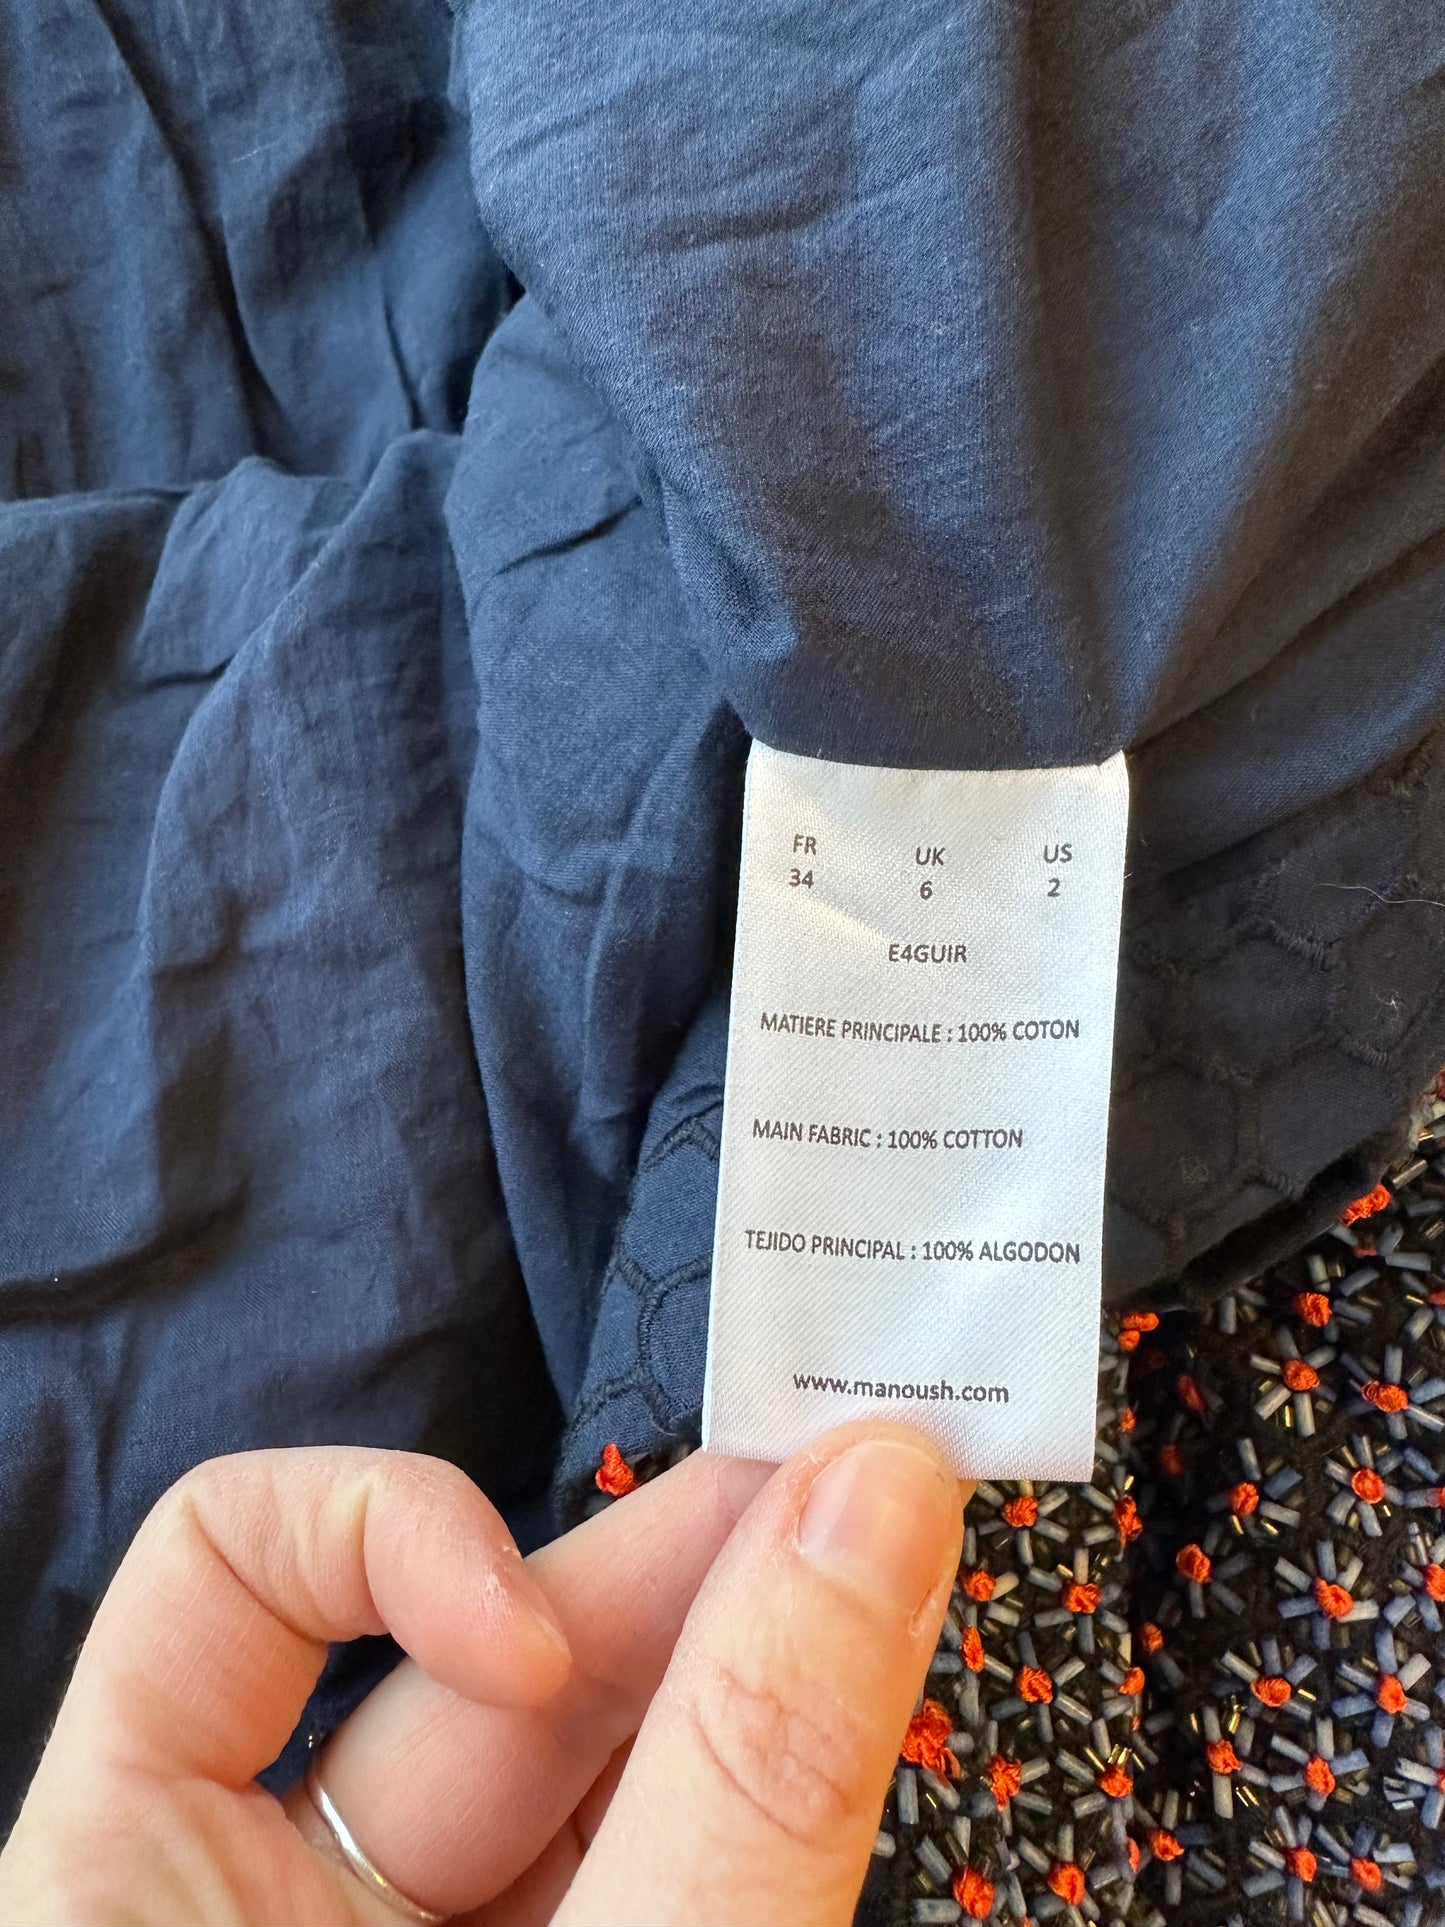 FR UK US
34 6 2
E4GUIR
MATIERE PRINCIPALE : 100% COTON
MAIN FABRIC : 100% COTTON
TEJIDO PRINCIPAL : 100% ALGODON
www.manoush.com